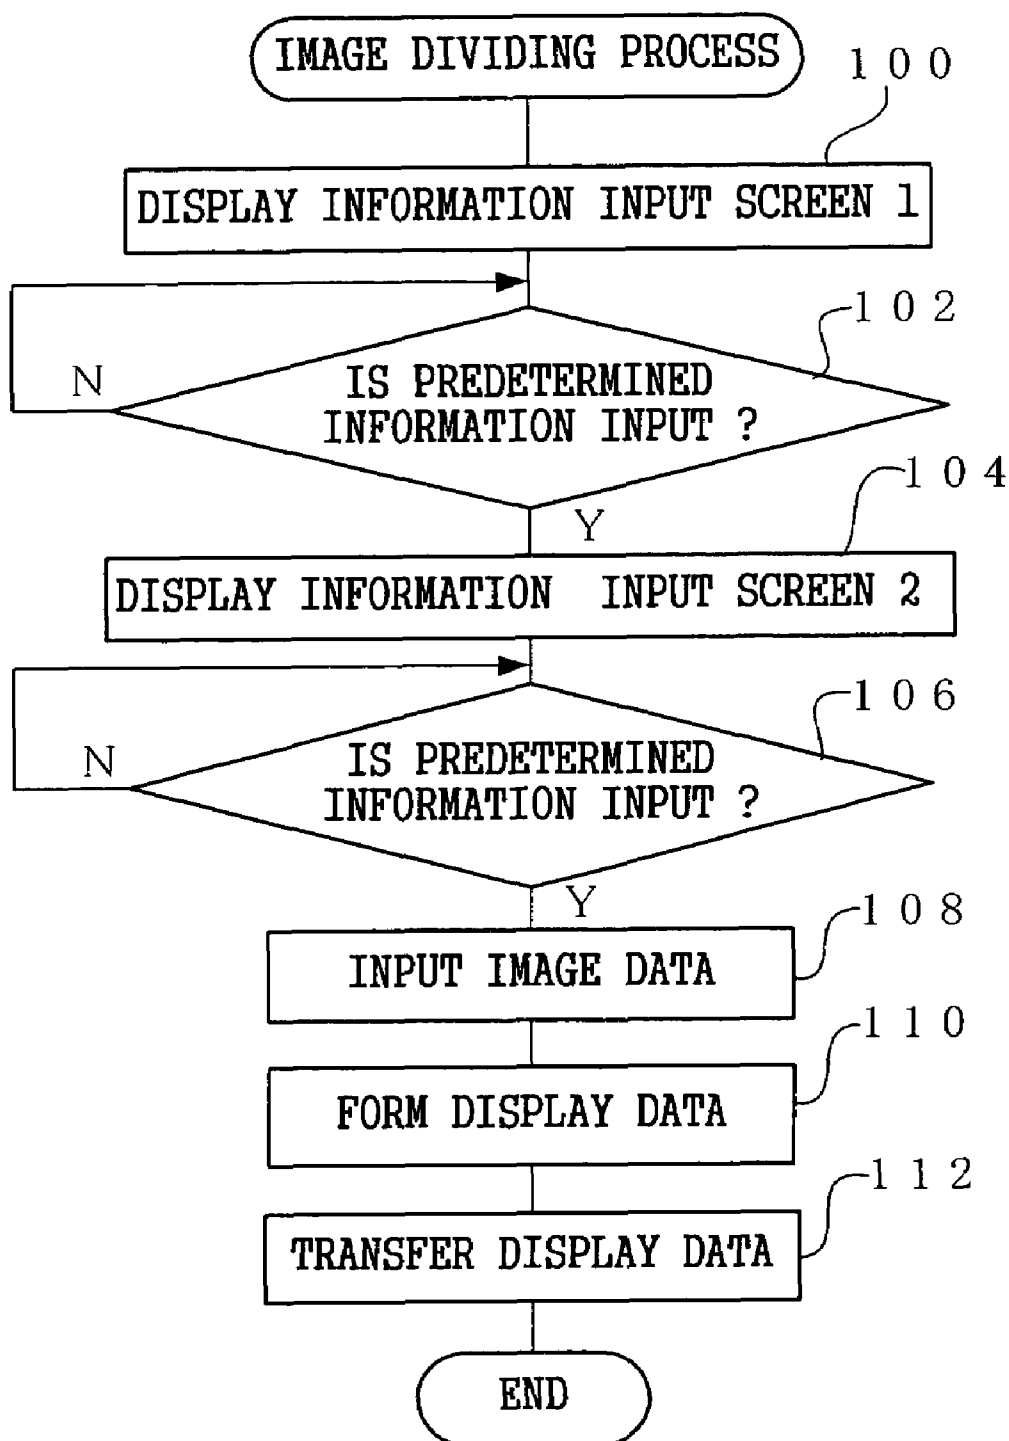 IMAGE DIVIDING PROCESS
100
DISPLAY INFORMATION INPUT SCREEN 1
102
N
IS PREDETERMINED
INFORMATION INPUT ?
104
Y
DISPLAY INFORMATION INPUT SCREEN 2
106
N
IS PREDETERMINED
INFORMATION INPUT ?
Y
108
INPUT IMAGE DATA
110
FORM DISPLAY DATA
112
TRANSFER DISPLAY DATA
END